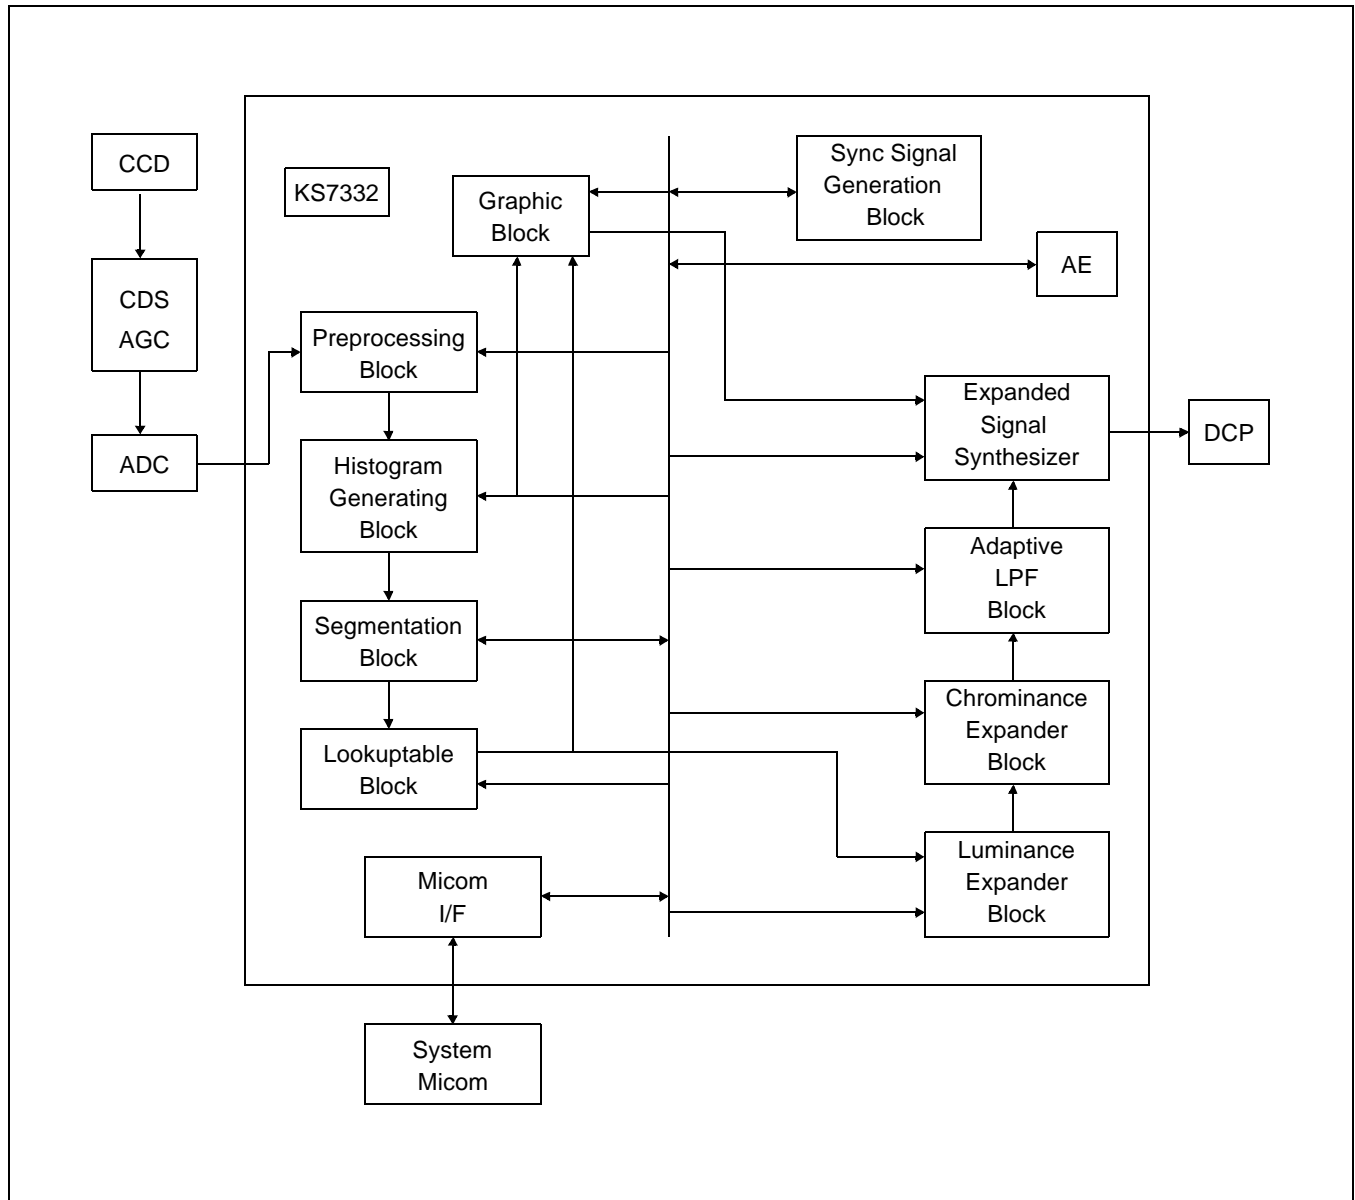 CCD
CDS
AGC
ADC
KS7332
Graphic
Block
Sync Signal
Generation
Block
AE
Preprocessing
Block
Histogram
Generating
Block
Segmentation
Block
Lookuptable
Block
Micom
I/F
System
Micom
Expanded
Signal
Synthesizer
DCP
Adaptive
LPF
Block
Chrominance
Expander
Block
Luminance
Expander
Block